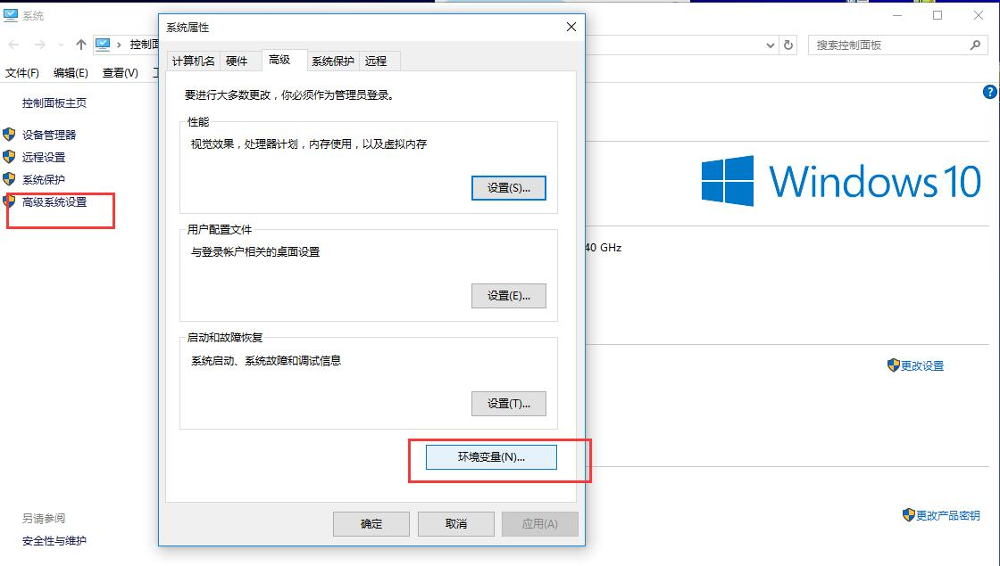 系统
控制面
搜索控制面板
文件(F) 编辑(E) 查看(V)
控制面板主页
设备管理器
远程设置
系统保护
高级系统设置
另请参阅
安全性与维护
系统属性
计算机名 硬件 高级 系统保护 远程
要进行大多数更改，你必须作为管理员登录。
性能
视觉效果，处理器计划，内存使用，以及虚拟内存
设置(S)...
用户配置文件
与登录帐户相关的桌面设置
设置(E)...
启动和故障恢复
系统启动、系统故障和调试信息
设置(T)...
环境变量(N)...
确定 取消 应用(A)
?
Windows 10
40 GHz
更改设置
更改产品密钥